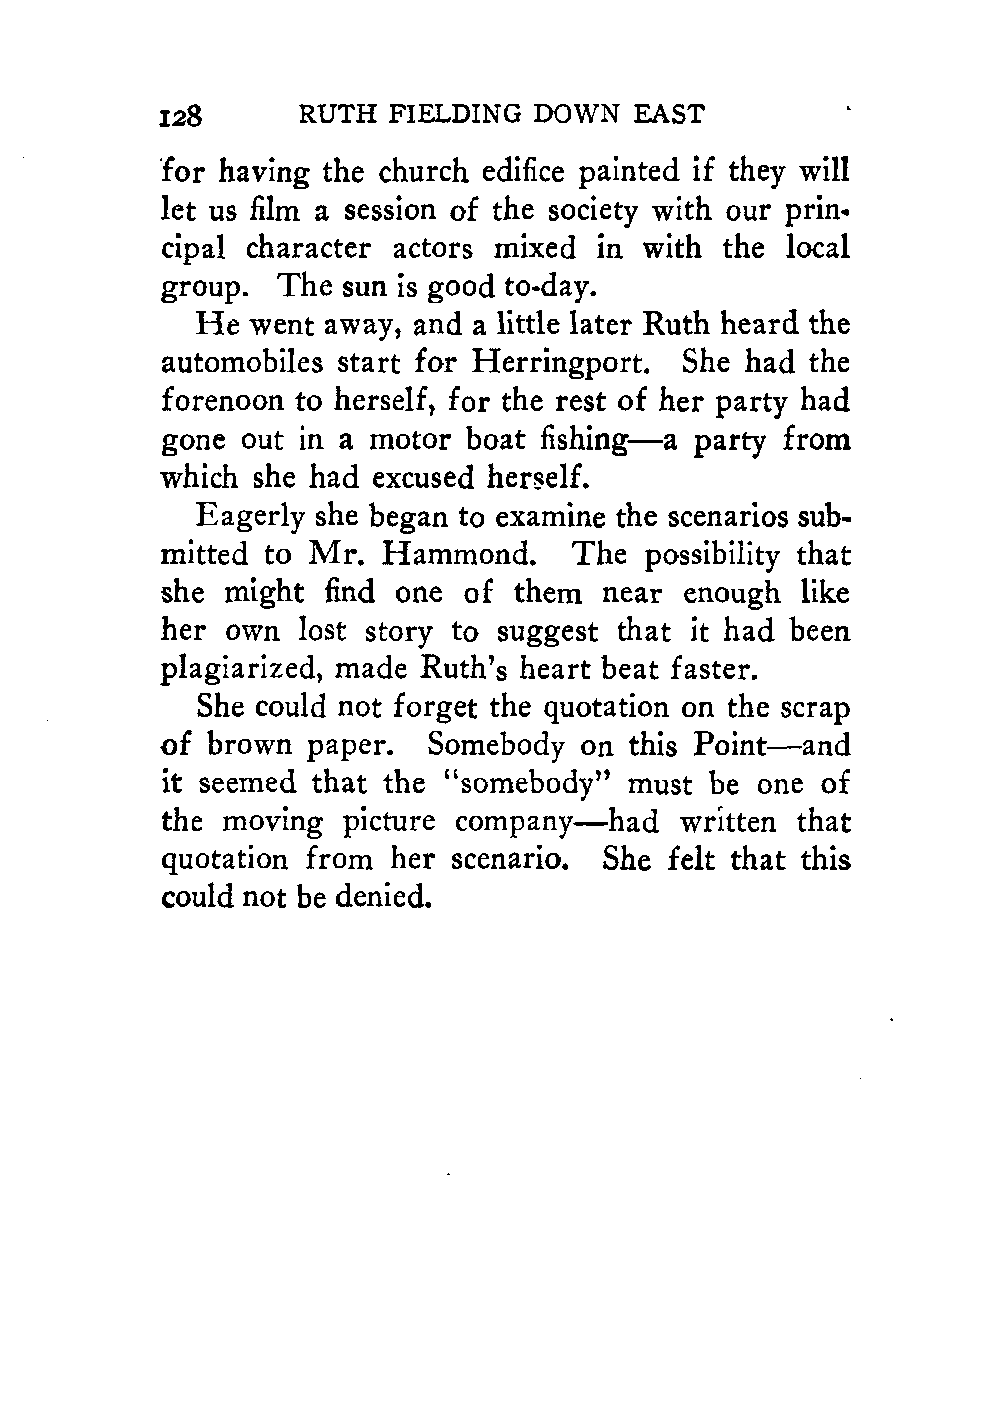 128 RUTH FIELDING DOWN EAST
for having the church edifice painted if they will
let us film a session of the society with our prin-
cipal character actors mixed in with the local
group. The sun is good to-day.
He went away, and a little later Ruth heard the
automobiles start for Herringport. She had the
forenoon to herself, for the rest of her party had
gone out in a motor boat fishing—a party from
which she had excused herself.
Eagerly she began to examine the scenarios sub-
mitted to Mr. Hammond. The possibility that
she might find one of them near enough like
her own lost story to suggest that it had been
plagiarized, made Ruth's heart beat faster.
She could not forget the quotation on the scrap
of brown paper. Somebody on this Point—and
it seemed that the "somebody" must be one of
the moving picture company—had written that
quotation from her scenario. She felt that this
could not be denied.